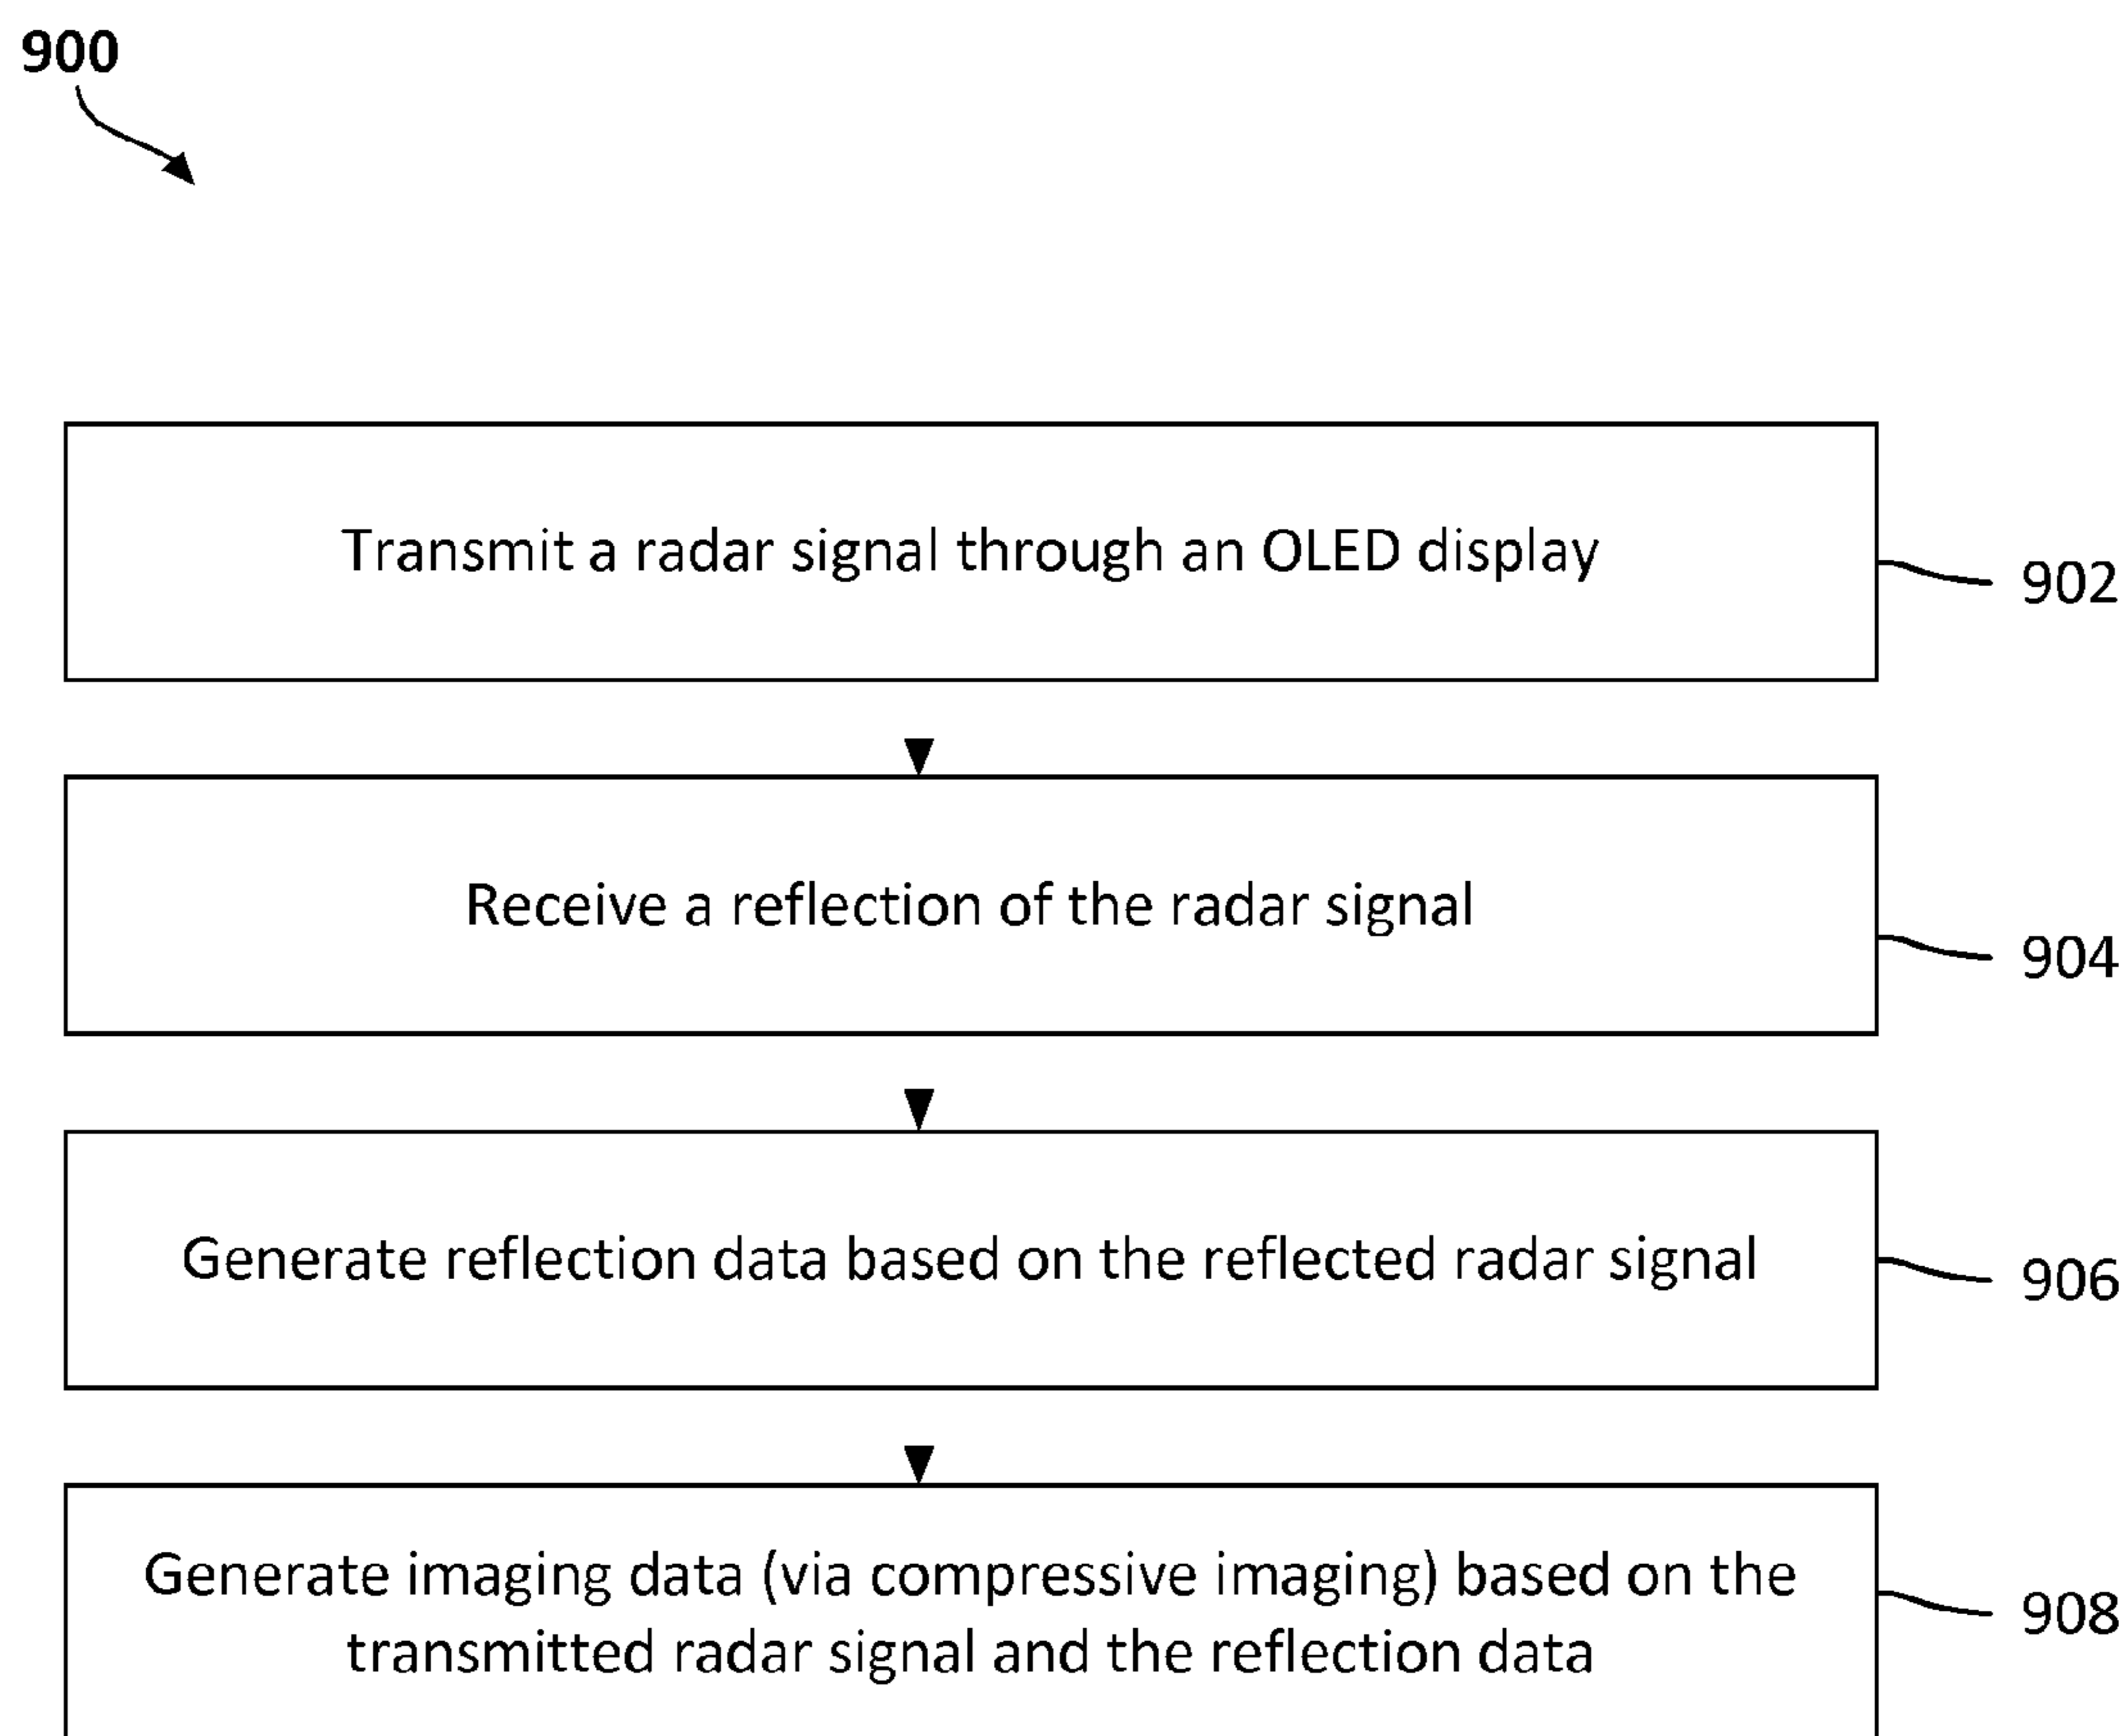 900
Transmit a radar signal through an OLED display
902
Receive a reflection of the radar signal
904
Generate reflection data based on the reflected radar signal
906
Generate imaging data (via compressive imaging) based on the
transmitted radar signal and the reflection data
908